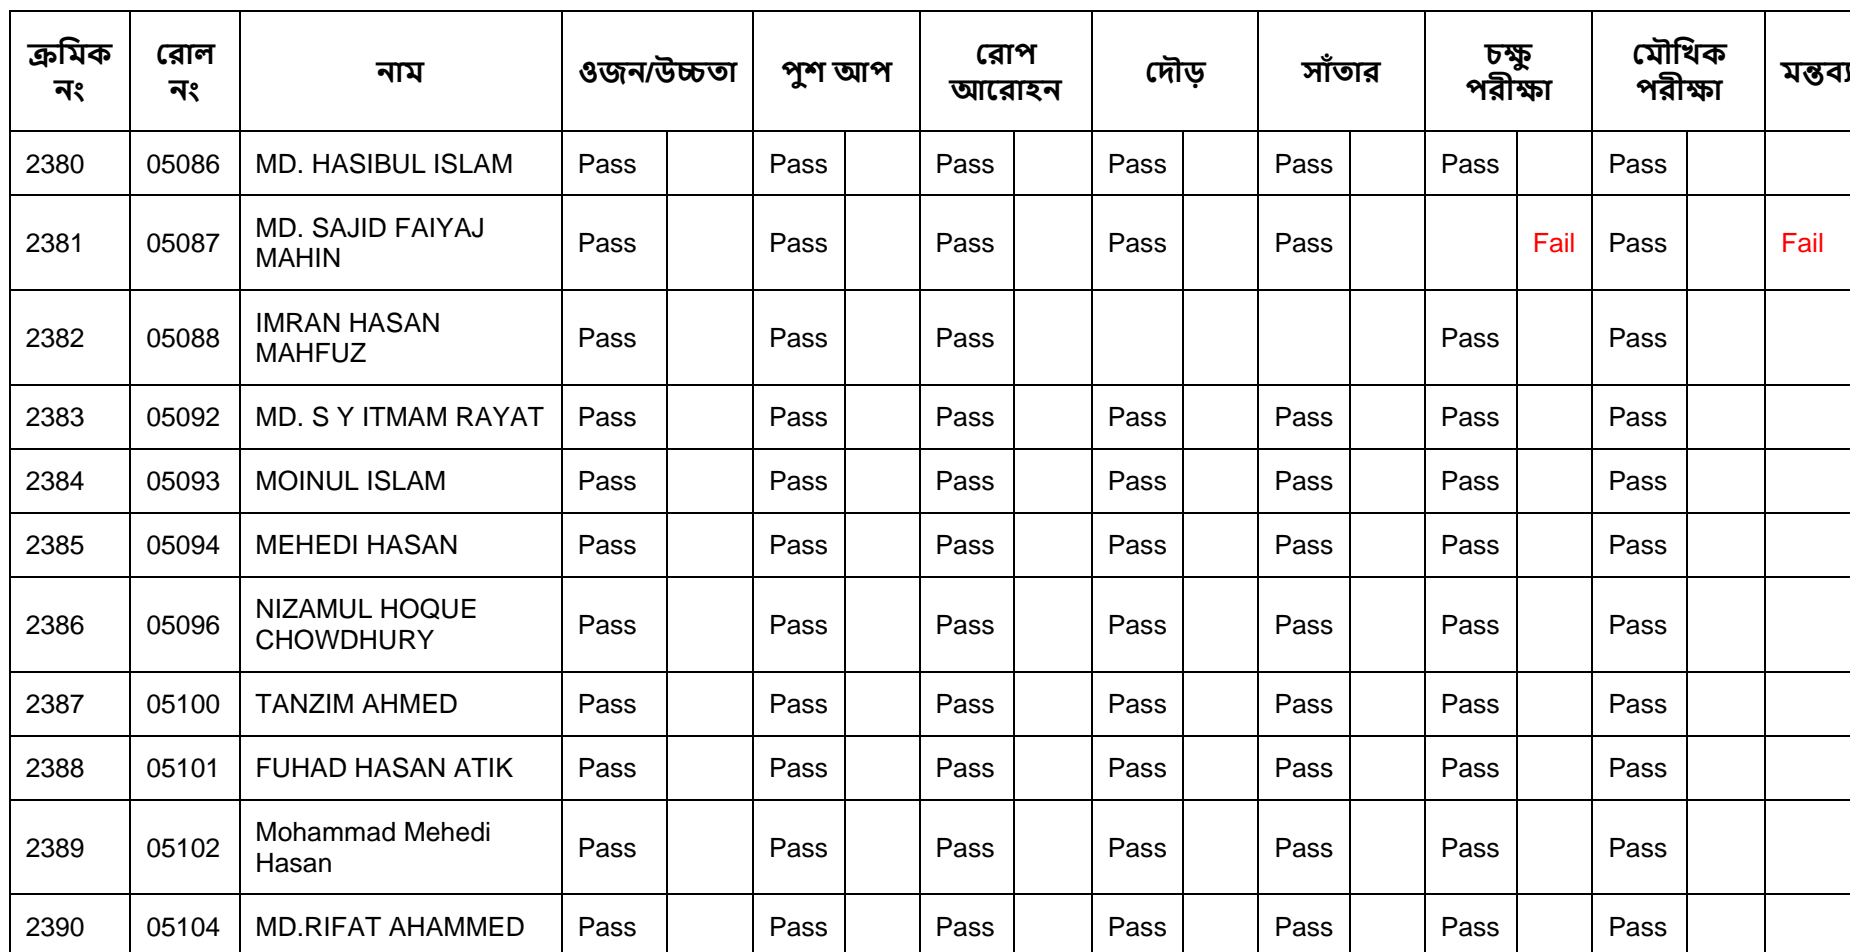 ক্রমিক নং রোল নং নাম ওজন/উচ্চতা পুশ আপ রোপ আরোহন দৌড় সাঁতার চক্ষু পরীক্ষা মৌখিক পরীক্ষা মন্তব্য
2380 05086 MD. HASIBUL ISLAM Pass Pass Pass Pass Pass Pass Pass
2381 05087 MD. SAJID FAIYAJ MAHIN Pass Pass Pass Pass Pass Fail Pass Fail
2382 05088 IMRAN HASAN MAHFUZ Pass Pass Pass Pass Pass
2383 05092 MD. S Y ITMAM RAYAT Pass Pass Pass Pass Pass Pass Pass
2384 05093 MOINUL ISLAM Pass Pass Pass Pass Pass Pass Pass
2385 05094 MEHEDI HASAN Pass Pass Pass Pass Pass Pass Pass
2386 05096 NIZAMUL HOQUE CHOWDHURY Pass Pass Pass Pass Pass Pass Pass
2387 05100 TANZIM AHMED Pass Pass Pass Pass Pass Pass Pass
2388 05101 FUHAD HASAN ATIK Pass Pass Pass Pass Pass Pass Pass
2389 05102 Mohammad Mehedi Hasan Pass Pass Pass Pass Pass Pass Pass
2390 05104 MD.RIFAT AHAMMED Pass Pass Pass Pass Pass Pass Pass